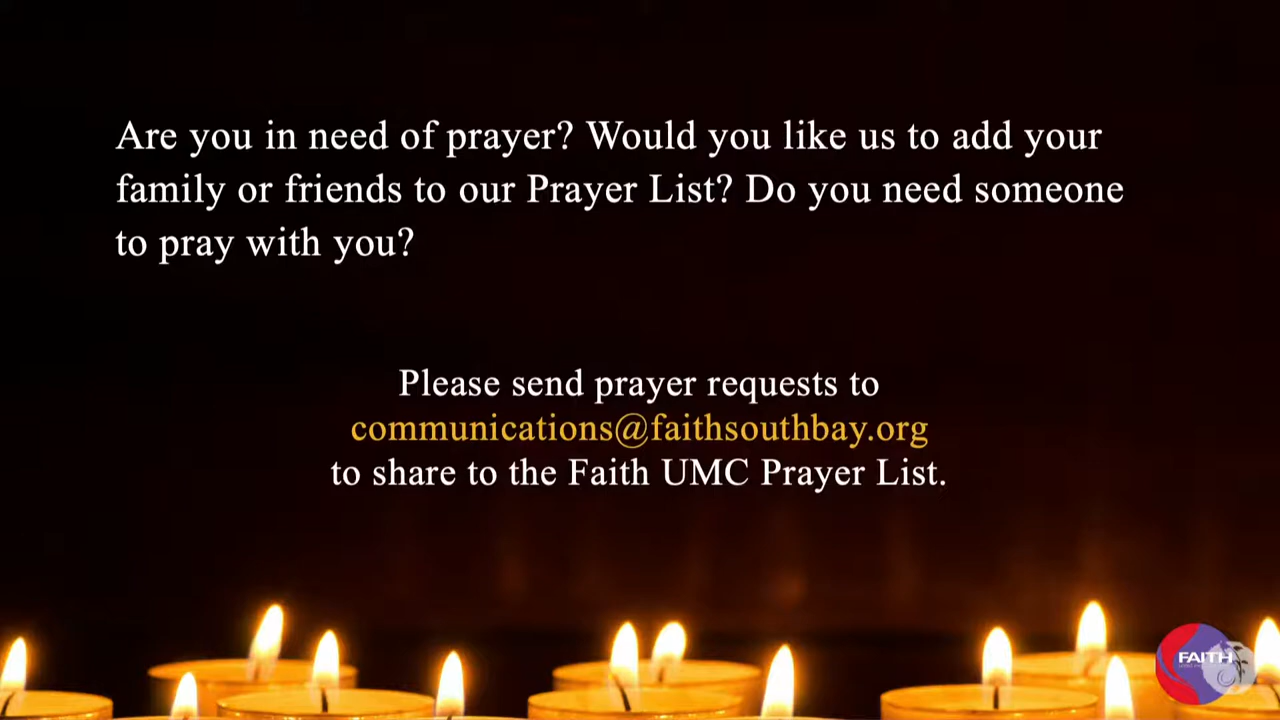 Are you in need of prayer? Would you like us to add your
family or friends to our Prayer List? Do you need someone
to pray with you?
Please send prayer requests to
communications@faithsouthbay.org
to share to the Faith UMC Prayer List.
FAITH